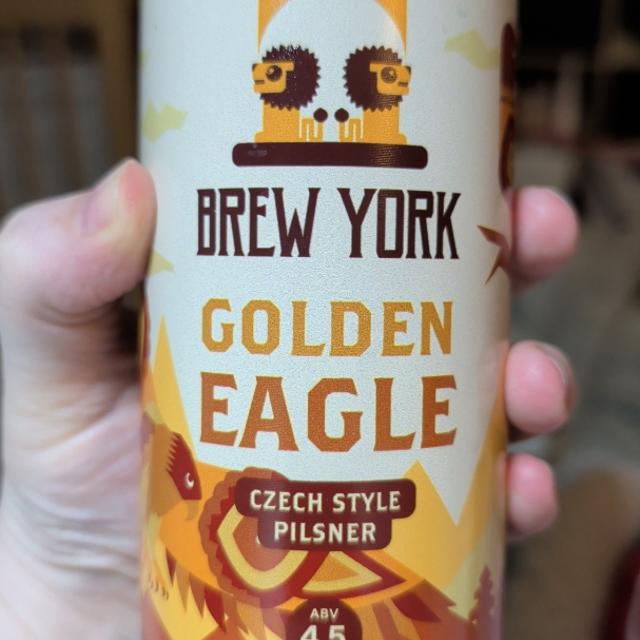 BREW YORK
GOLDEN
EAGLE
CZECH STYLE
PILSNER
ABV
4.5